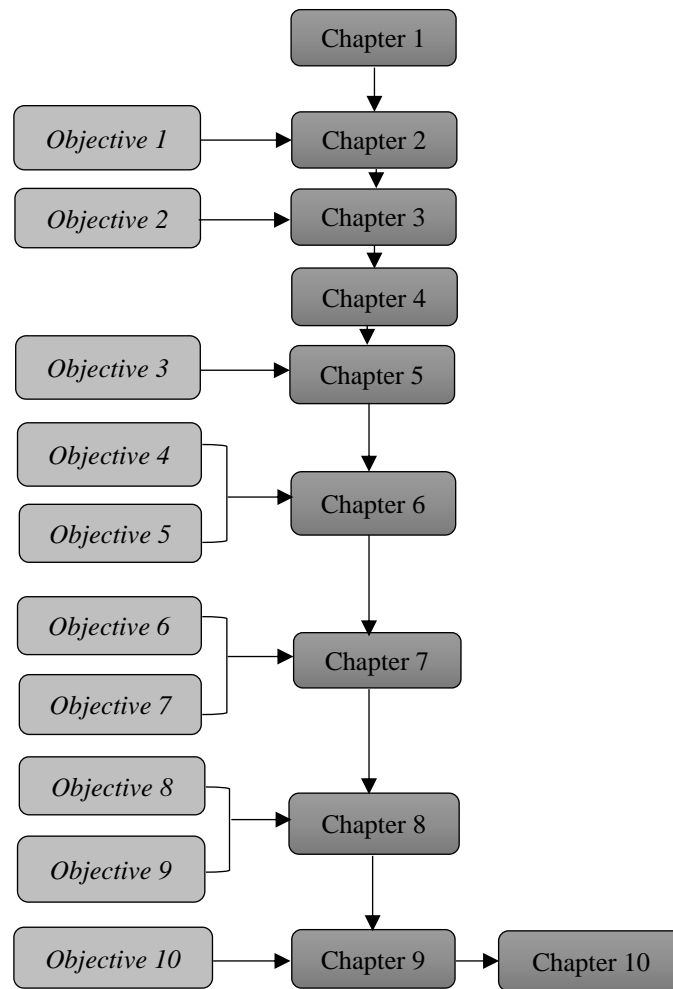 Chapter 1
Objective 1
Chapter 2
Objective 2
Chapter 3
Chapter 4
Objective 3
Chapter 5
Objective 4
Chapter 6
Objective 5
Objective 6
Chapter 7
Objective 7
Objective 8
Chapter 8
Objective 9
Objective 10
Chapter 9
Chapter 10